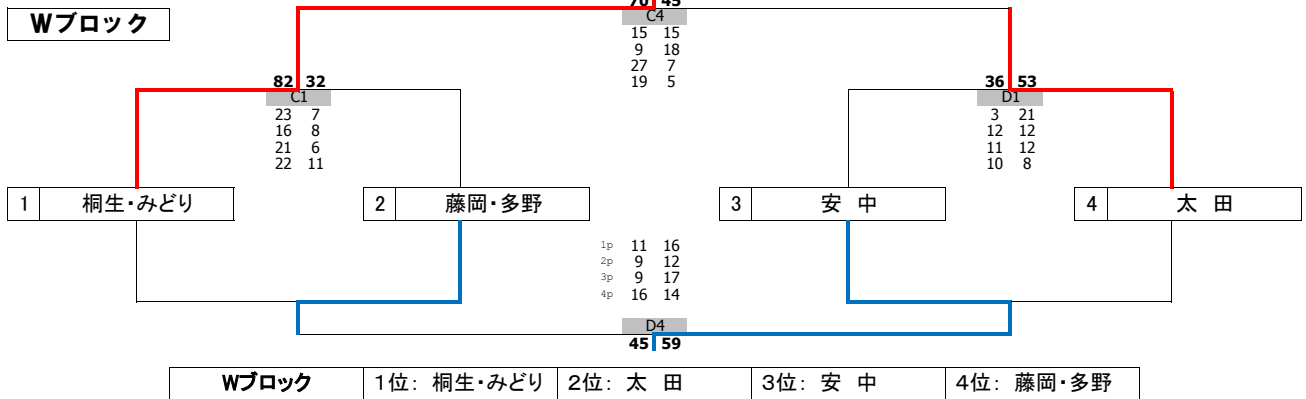 70 45
Wブロック
C4
15 15
9 18
27 7
19 5
82 32
C1
23 7
16 8
21 6
22 11
36 53
D1
3 21
12 12
11 12
10 8
1 桐生・みどり 2 藤岡・多野 3 安 中 4 太 田
1p 11 16
2p 9 12
3p 9 17
4p 16 14
D4
45 59
Wブロック 1位: 桐生・みどり 2位: 太 田 3位: 安 中 4位: 藤岡・多野